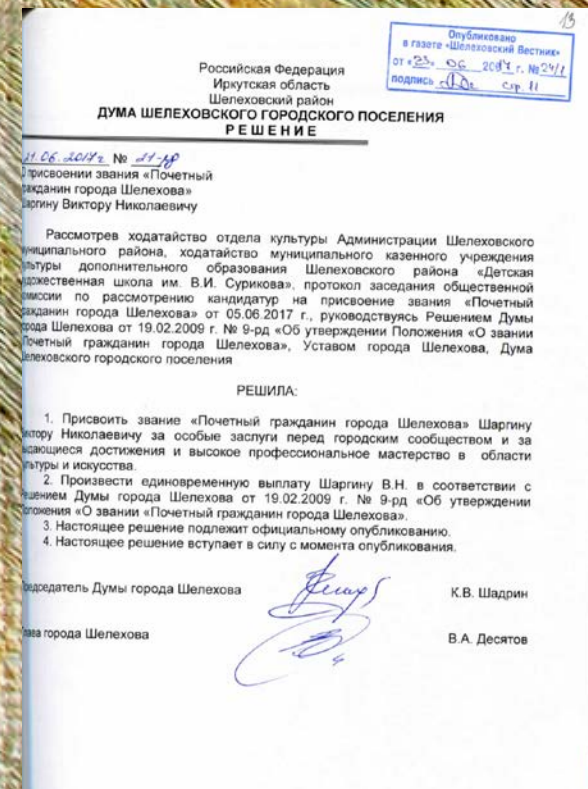 13
Опубликовано
в газете «Шелеховский Вестник»
от «23» 06 2017 г. № 24/1
подпись стр. 11
Российская Федерация
Иркутская область
Шелеховский район
ДУМА ШЕЛЕХОВСКОГО ГОРОДСКОГО ПОСЕЛЕНИЯ
РЕШЕНИЕ
21.06.2017г № 21-рд
О присвоении звания «Почетный
гражданин города Шелехова»
Шаргину Виктору Николаевичу
Рассмотрев ходатайство отдела культуры Администрации Шелеховского
муниципального района, ходатайство муниципального казенного учреждения
культуры дополнительного образования Шелеховского района «Детская
художественная школа им. В.И. Сурикова», протокол заседания общественной
комиссии по рассмотрению кандидатур на присвоение звания «Почетный
гражданин города Шелехова» от 05.06.2017 г., руководствуясь Решением Думы
города Шелехова от 19.02.2009 г. № 9-рд «Об утверждении Положения «О звании
«Почетный гражданин города Шелехова», Уставом города Шелехова, Дума
Шелеховского городского поселения
РЕШИЛА:
1. Присвоить звание «Почетный гражданин города Шелехова» Шаргину
Виктору Николаевичу за особые заслуги перед городским сообществом и за
выдающиеся достижения и высокое профессиональное мастерство в области
культуры и искусства.
2. Произвести единовременную выплату Шаргину В.Н. в соответствии с
Решением Думы города Шелехова от 19.02.2009 г. № 9-рд «Об утверждении
Положения «О звании «Почетный гражданин города Шелехова».
3. Настоящее решение подлежит официальному опубликованию.
4. Настоящее решение вступает в силу с момента опубликования.
Председатель Думы города Шелехова К.В. Шадрин
Глава города Шелехова В.А. Десятов